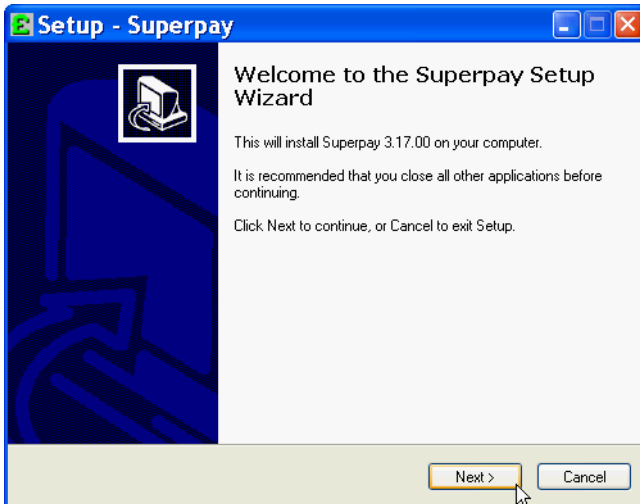 Setup - Superpay
Welcome to the Superpay Setup
Wizard
This will install Superpay 3.17.00 on your computer.
It is recommended that you close all other applications before
continuing.
Click Next to continue, or Cancel to exit Setup.
Next > Cancel